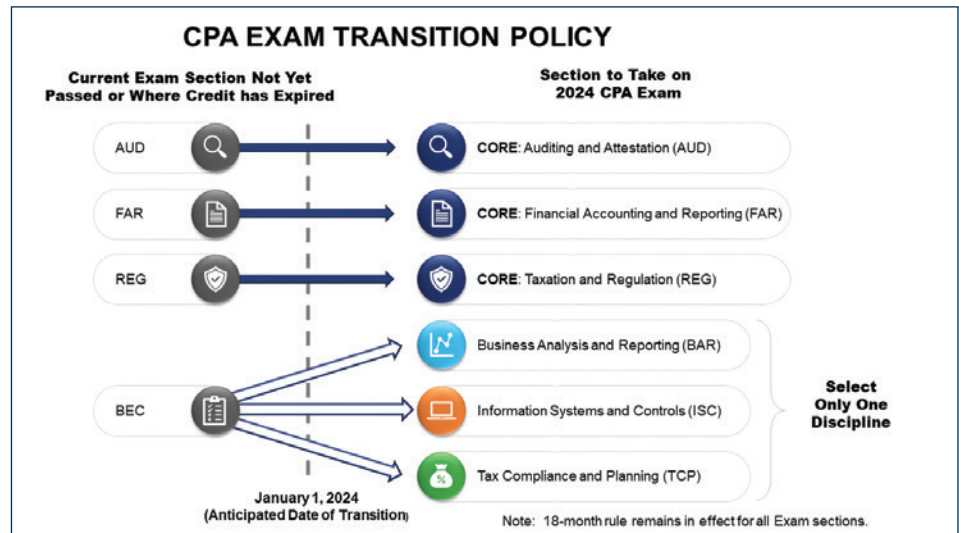 CPA EXAM TRANSITION POLICY
Current Exam Section Not Yet
Passed or Where Credit has Expired
Section to Take on
2024 CPA Exam
AUD
CORE: Auditing and Attestation (AUD)
FAR
CORE: Financial Accounting and Reporting (FAR)
REG
CORE: Taxation and Regulation (REG)
BEC
Business Analysis and Reporting (BAR)
Information Systems and Controls (ISC)
%
Tax Compliance and Planning (TCP)
Select
Only One
Discipline
January 1, 2024
(Anticipated Date of Transition)
Note: 18-month rule remains in effect for all Exam sections.